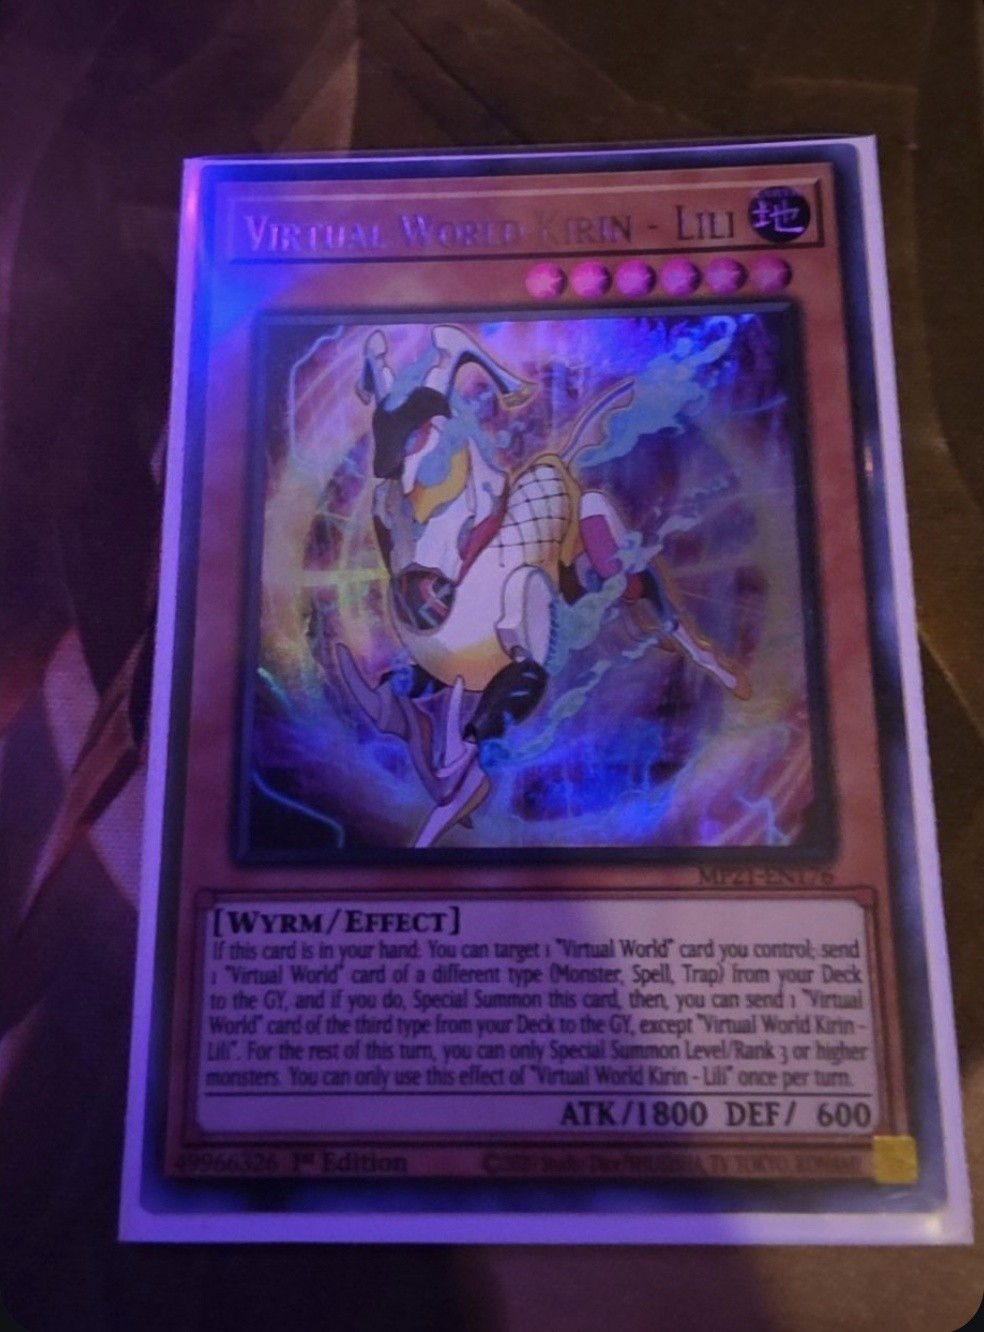 VIRTUAL WORLD KIRIN - LILI
地
MP21-EN176
[WYRM/EFFECT]
If this card is in your hand: You can target 1 "Virtual World" card you control; send
1 "Virtual World" card of a different type (Monster, Spell, Trap) from your Deck
to the GY, and if you do, Special Summon this card, then, you can send 1 "Virtual
World" card of the third type from your Deck to the GY, except "Virtual World Kirin -
Lili". For the rest of this turn, you can only Special Summon Level/Rank 3 or higher
monsters. You can only use this effect of "Virtual World Kirin - Lili" once per turn.
ATK/1800 DEF/ 600
49966326 1st Edition
TV TOKYO, KONAMI